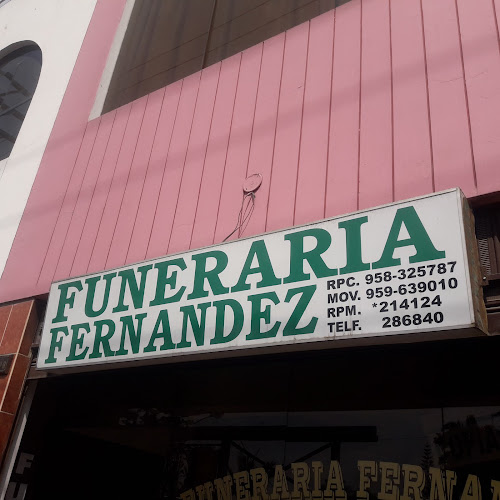 FUNERARIA
FERNANDEZ
RPC. 958-325787
MOV. 959-639010
RPM. *214124
TELF. 286840
FUNERARIA FERNA